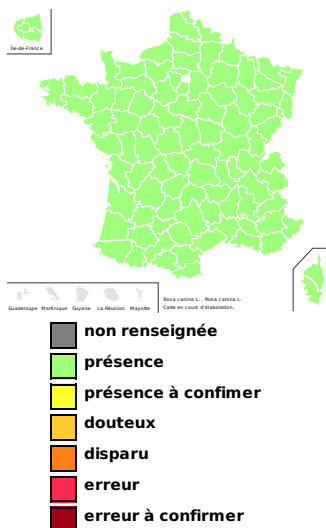 Île-de-France
Guadeloupe Martinique Guyane La Réunion Mayotte
Rosa canina L. , Rosa canina L.
Carte en cours d'élaboration.
non renseignée
présence
présence à confimer
douteux
disparu
erreur
erreur à confirmer